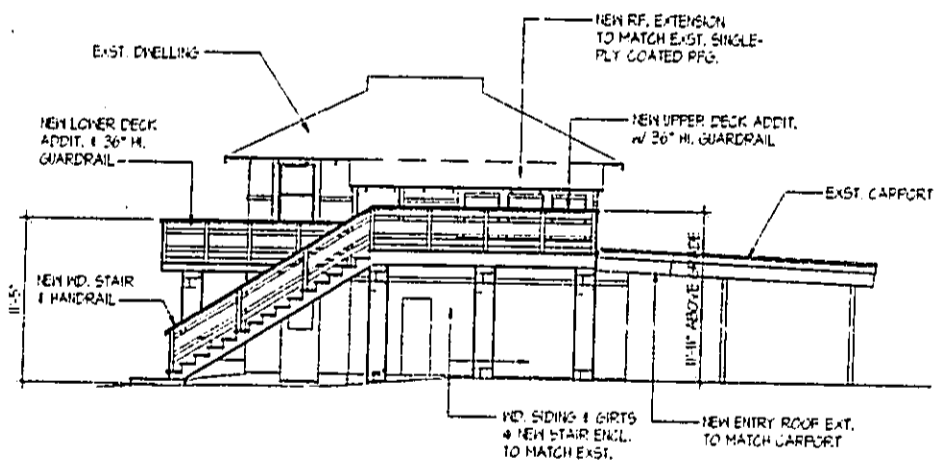 NEW RF. EXTENSION
TO MATCH EXST. SINGLE-
PLY COATED RFG.
EXST. DWELLING
NEW LOWER DECK
ADDIT. & 36" HI.
GUARDRAIL
NEW UPPER DECK ADDIT.
W/ 36" HI. GUARDRAIL
EXST. CARPORT
NEW WD. STAIR
& HANDRAIL
11'-5"
11'-11" ABOVE GRADE
WD. SIDING & GIRTS
@ NEW STAIR ENCL.
TO MATCH EXST.
NEW ENTRY ROOF EXT.
TO MATCH CARPORT